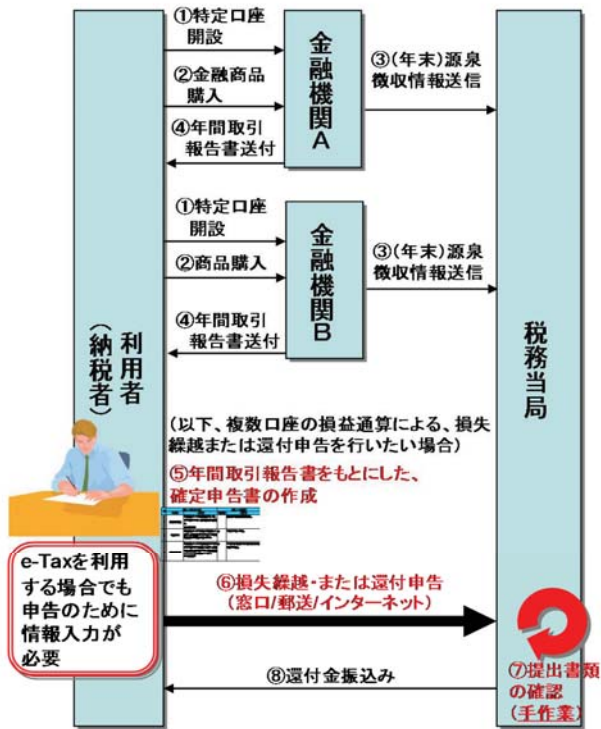 ①特定口座
開設
②金融商品
購入
④年間取引
報告書送付
金融機関A
③(年末)源泉
徴収情報送信
①特定口座
開設
②商品購入
④年間取引
報告書送付
金融機関B
③(年末)源泉
徴収情報送信
利用者
(納税者)
税務当局
(以下、複数口座の損益通算による、損失
繰越または還付申告を行いたい場合)
⑤年間取引報告書をもとにした、
確定申告書の作成
e-Taxを利用
する場合でも
申告のために
情報入力が
必要
⑥損失繰越・または還付申告
(窓口/郵送/インターネット)
⑦提出書類
の確認
(手作業)
⑧還付金振込み